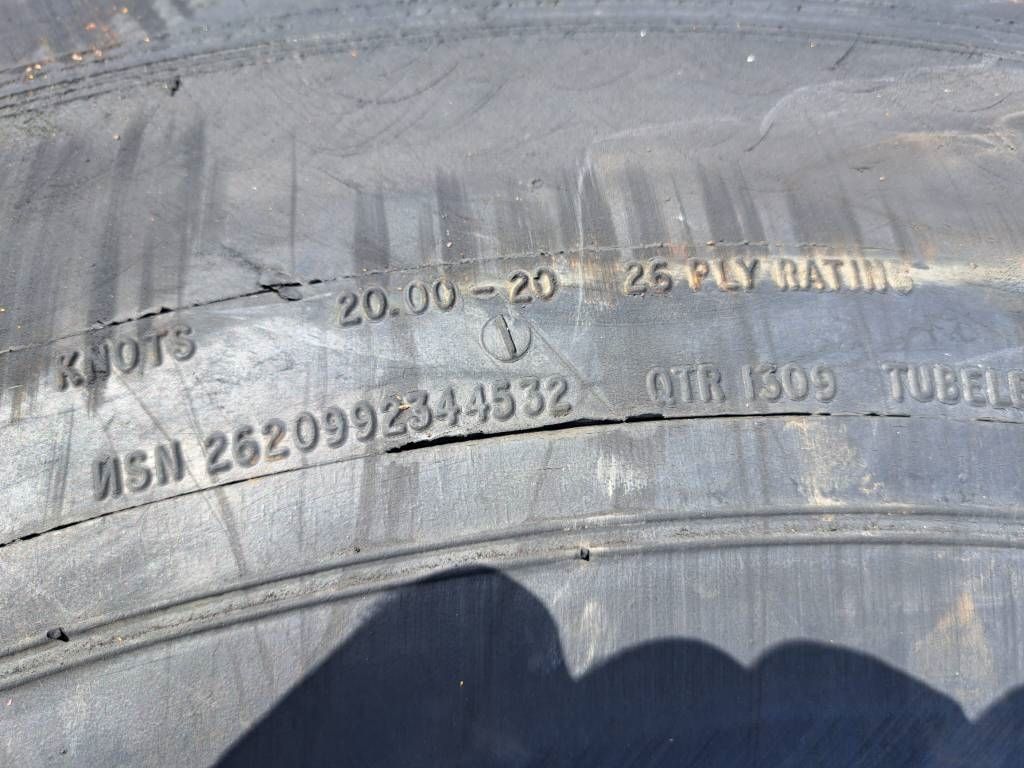 KNOTS 20.00-20 26 PLY RATING
NSN 2620992344532 QTR 1309 TUBELE